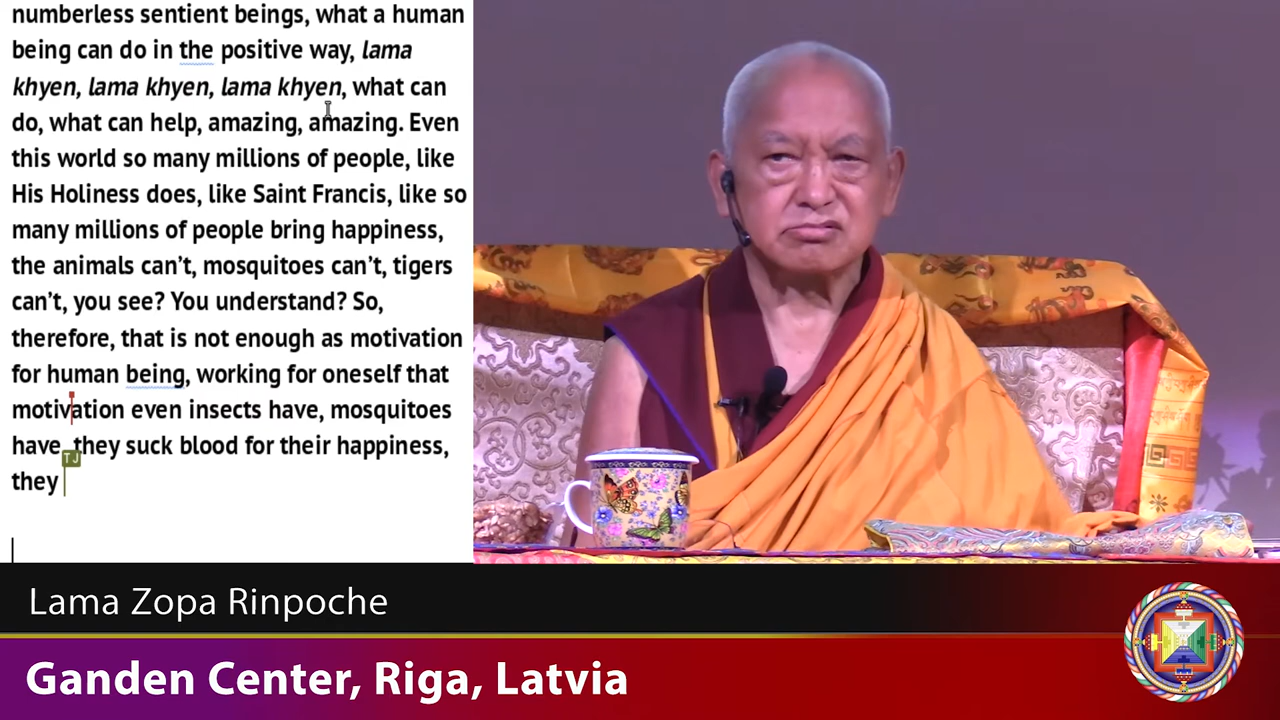 numberless sentient beings, what a human
being can do in the positive way, lama
khyen, lama khyen, lama khyen, what can
do, what can help, amazing, amazing. Even
this world so many millions of people, like
His Holiness does, like Saint Francis, like so
many millions of people bring happiness,
the animals can’t, mosquitoes can’t, tigers
can’t, you see? You understand? So,
therefore, that is not enough as motivation
for human being, working for oneself that
motivation even insects have, mosquitoes
have, they suck blood for their happiness,
TJ
they
Lama Zopa Rinpoche
Ganden Center, Riga, Latvia